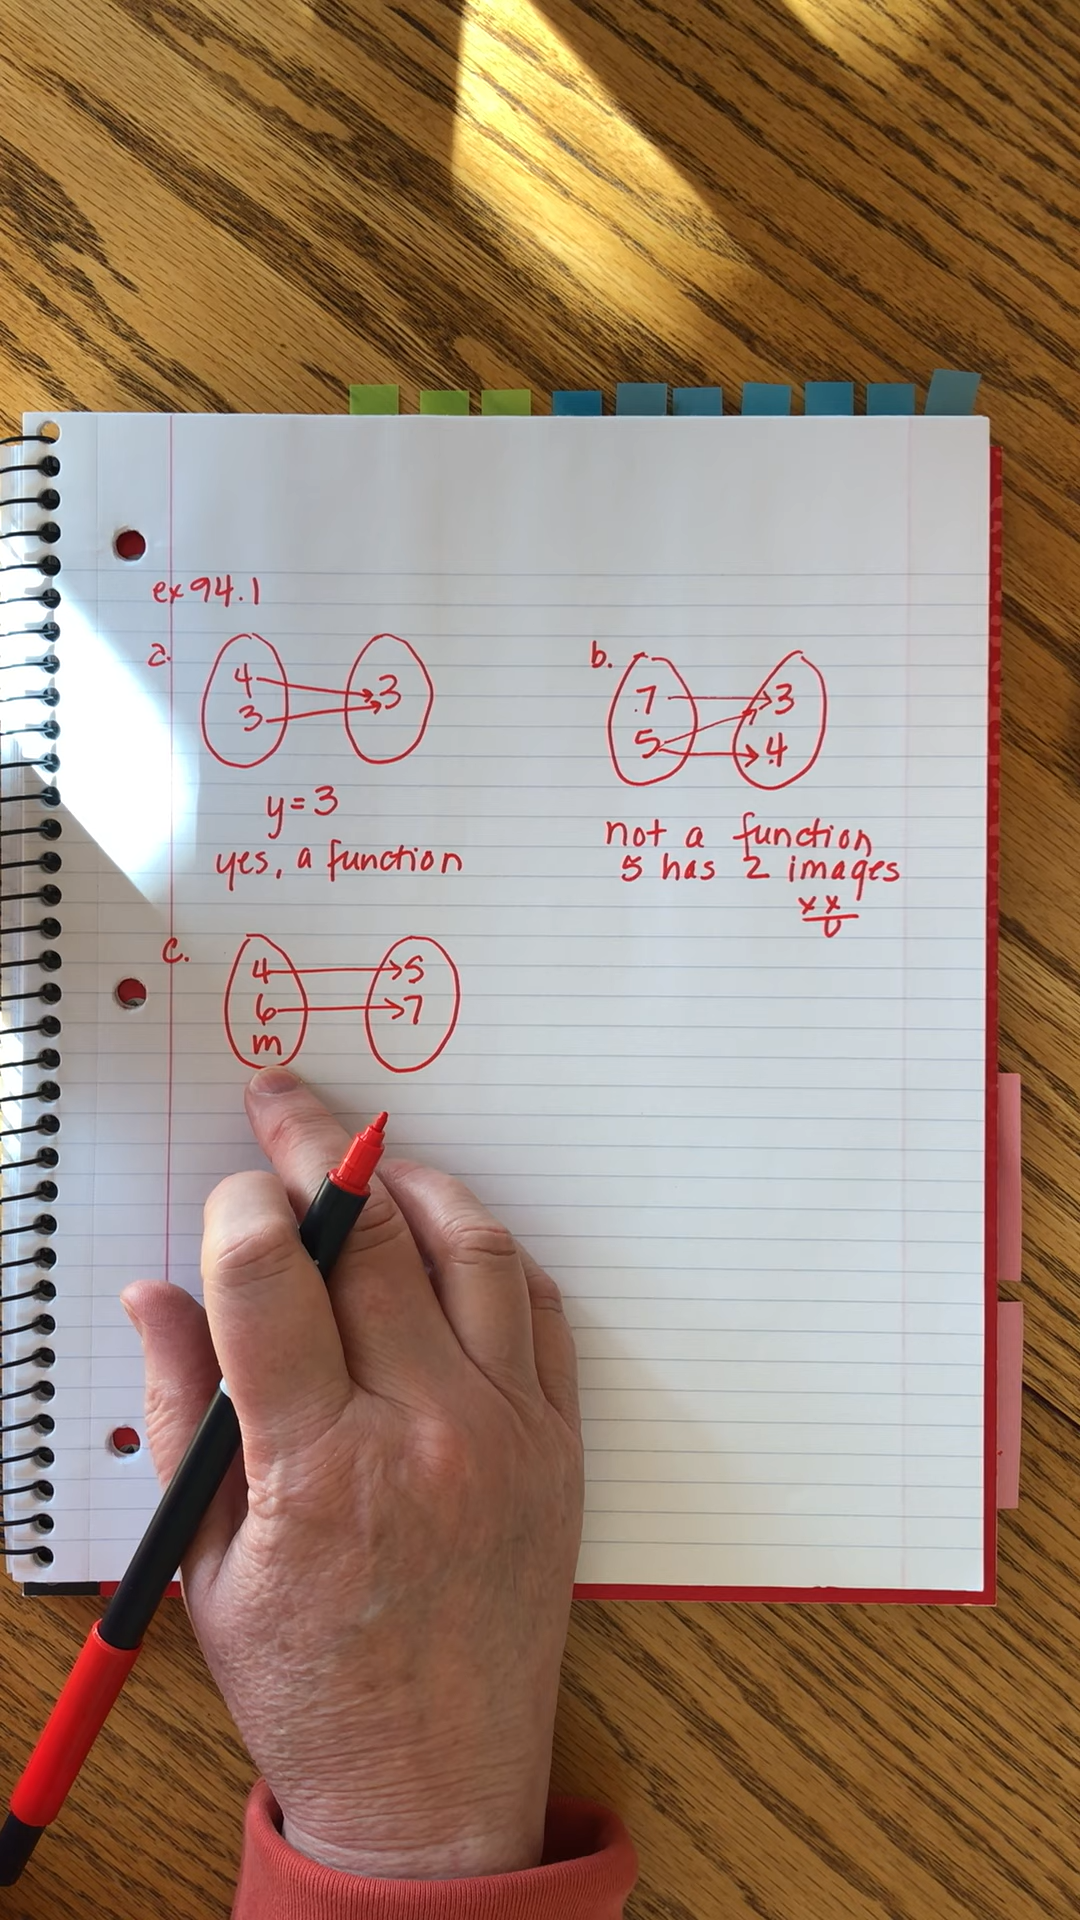 ex 94.1
a.
4
3
3
y = 3
yes, a function
b.
7
5
3
4
not a function
5 has 2 images
x x
c.
4
6
m
5
7